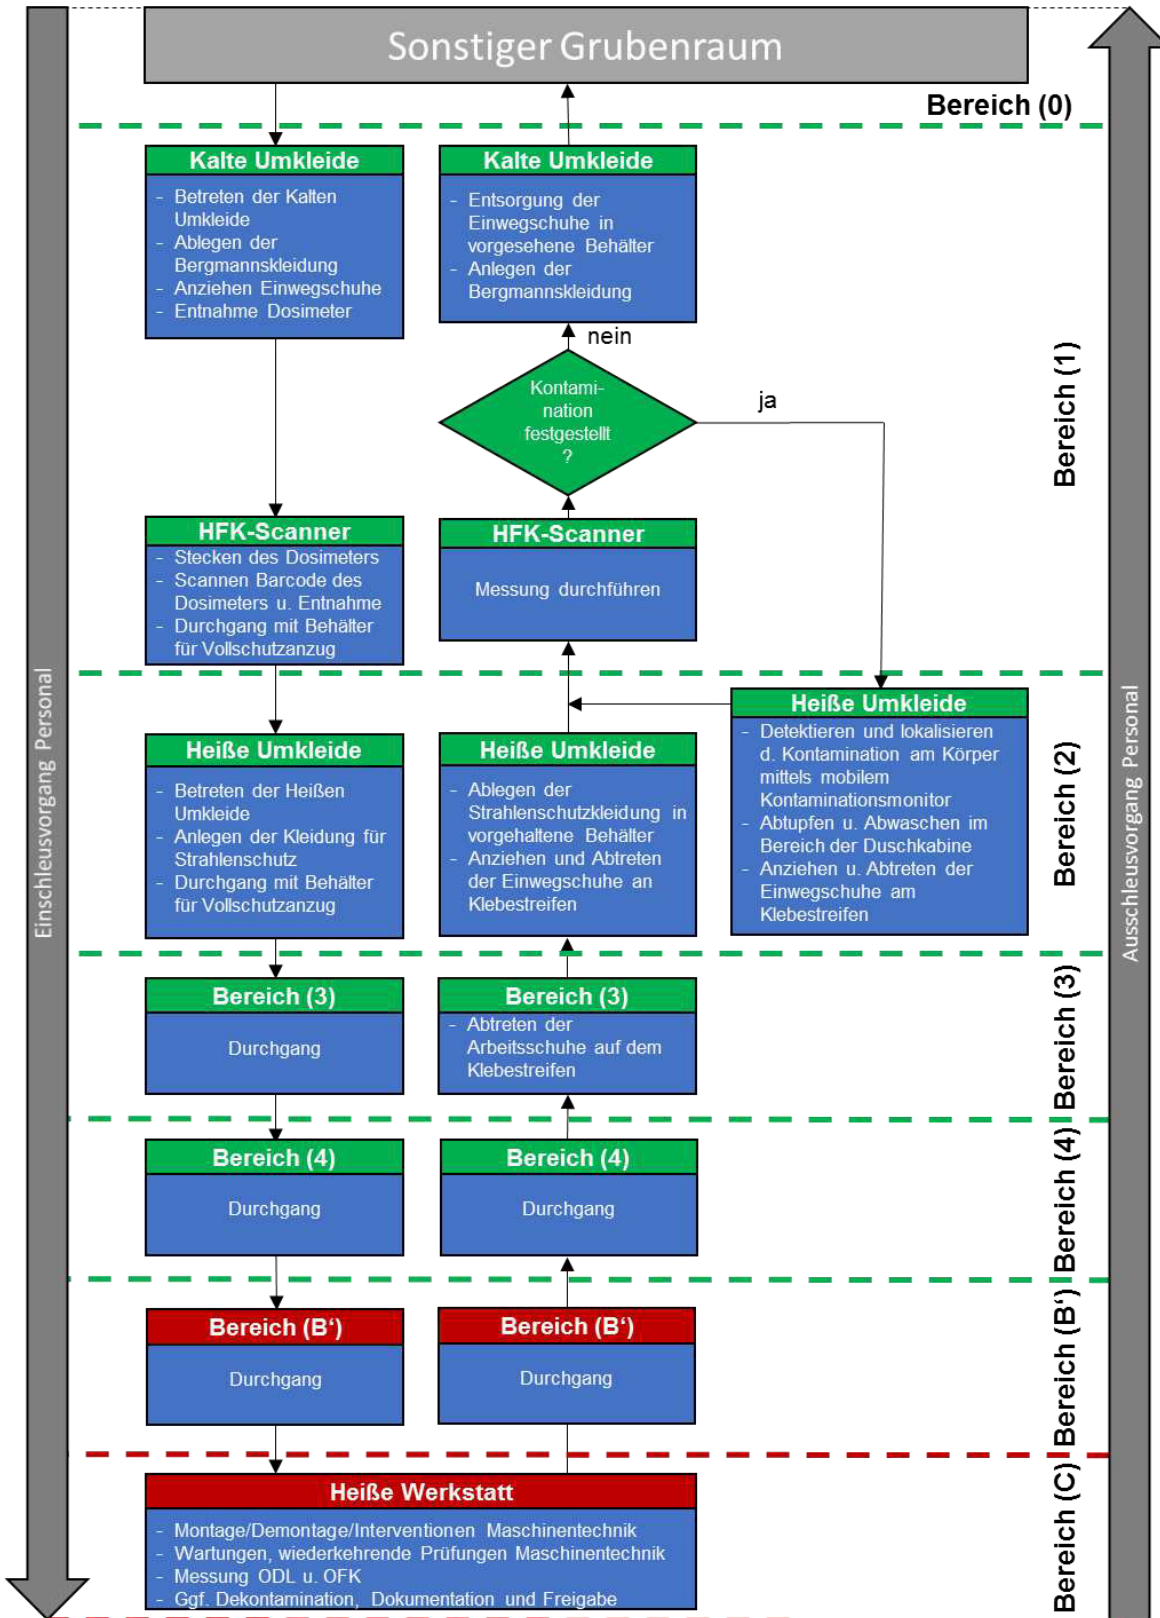 Sonstiger Grubenraum
Bereich (0)
Kalte Umkleide
- Betreten der Kalten
Umkleide
- Ablegen der
Bergmannskleidung
- Anziehen Einwegschuhe
- Entnahme Dosimeter
Kalte Umkleide
- Entsorgung der
Einwegschuhe in
vorgesehene Behälter
- Anlegen der
Bergmannskleidung
nein
Kontami-
nation
festgestellt
?
ja
Bereich (1)
HFK-Scanner
- Stecken des Dosimeters
- Scannen Barcode des
Dosimeters u. Entnahme
- Durchgang mit Behälter
für Vollschutzanzug
HFK-Scanner
Messung durchführen
Einschleusvorgang Personal
Ausschleusvorgang Personal
Heiße Umkleide
- Betreten der Heißen
Umkleide
- Anlegen der Kleidung für
Strahlenschutz
- Durchgang mit Behälter
für Vollschutzanzug
Heiße Umkleide
- Ablegen der
Strahlenschutzkleidung in
vorgehaltene Behälter
- Anziehen und Abtreten
der Einwegschuhe an
Klebestreifen
Heiße Umkleide
- Detektieren und lokalisieren
d. Kontamination am Körper
mittels mobilem
Kontaminationsmonitor
- Abtupfen u. Abwaschen im
Bereich der Duschkabine
- Anziehen u. Abtreten der
Einwegschuhe am
Klebestreifen
Bereich (2)
Bereich (3)
Durchgang
Bereich (3)
- Abtreten der
Arbeitsschuhe auf dem
Klebestreifen
Bereich (3)
Bereich (4)
Durchgang
Bereich (4)
Durchgang
Bereich (4)
Bereich (B‘)
Durchgang
Bereich (B‘)
Durchgang
Bereich (B‘)
Heiße Werkstatt
- Montage/Demontage/Interventionen Maschinentechnik
- Wartungen, wiederkehrende Prüfungen Maschinentechnik
- Messung ODL u. OFK
- Ggf. Dekontamination, Dokumentation und Freigabe
Bereich (C)